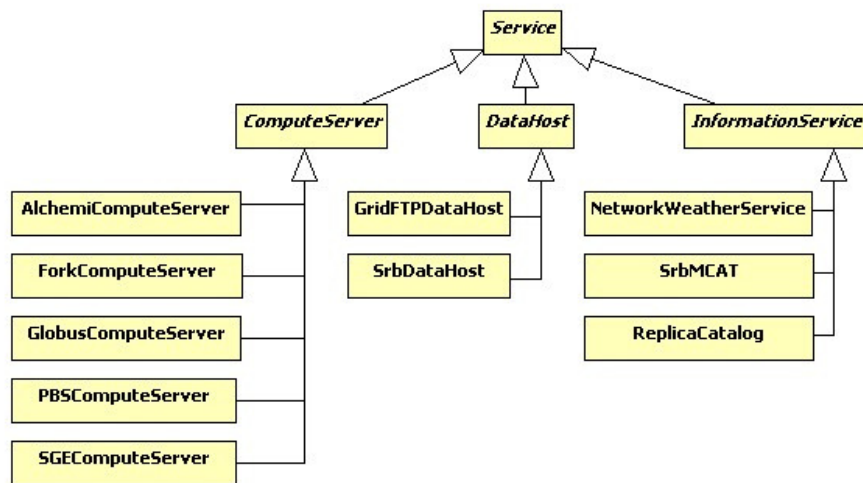 Service
ComputeServer
DataHost
InformationService
AlchemiComputeServer
GridFTPDataHost
NetworkWeatherService
ForkComputeServer
SrbDataHost
SrbMCAT
GlobusComputeServer
ReplicaCatalog
PBSComputeServer
SGEComputeServer